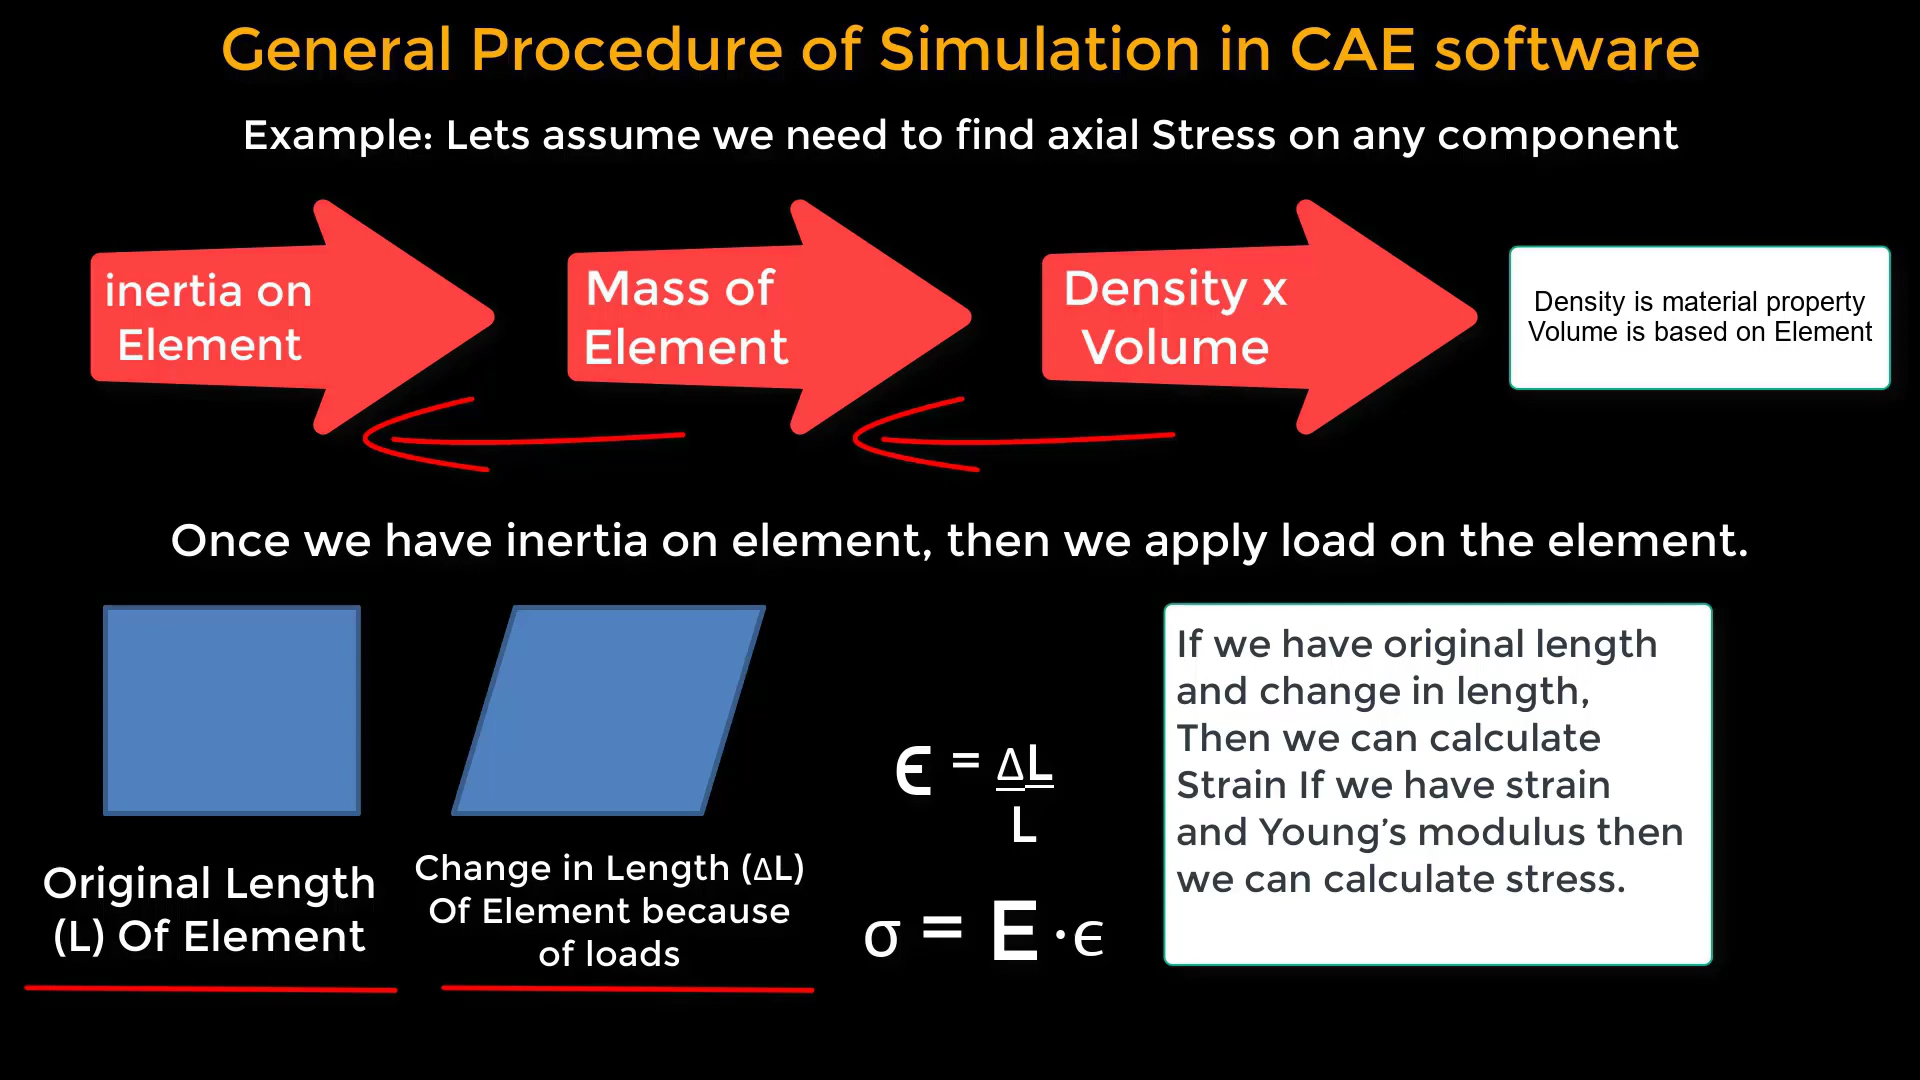 General Procedure of Simulation in CAE software
Example: Lets assume we need to find axial Stress on any component
inertia on
Element
Mass of
Element
Density x
Volume
Density is material property
Volume is based on Element
Once we have inertia on element, then we apply load on the element.
Original Length
(L) Of Element
Change in Length (ΔL)
Of Element because
of loads
ϵ = ΔL
L
σ = E ·ϵ
If we have original length
and change in length,
Then we can calculate
Strain If we have strain
and Young’s modulus then
we can calculate stress.